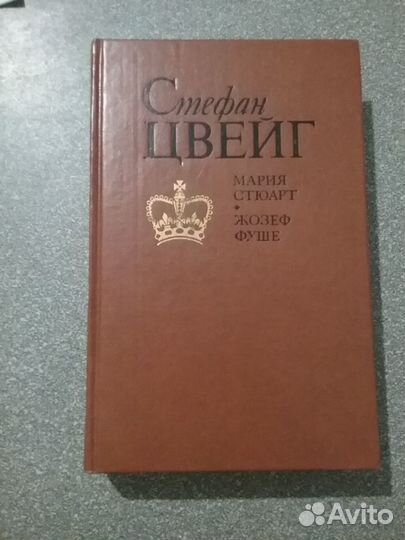 Стефан
ЦВЕЙГ
МАРИЯ
СТЮАРТ
•
ЖОЗЕФ
ФУШЕ
Avito